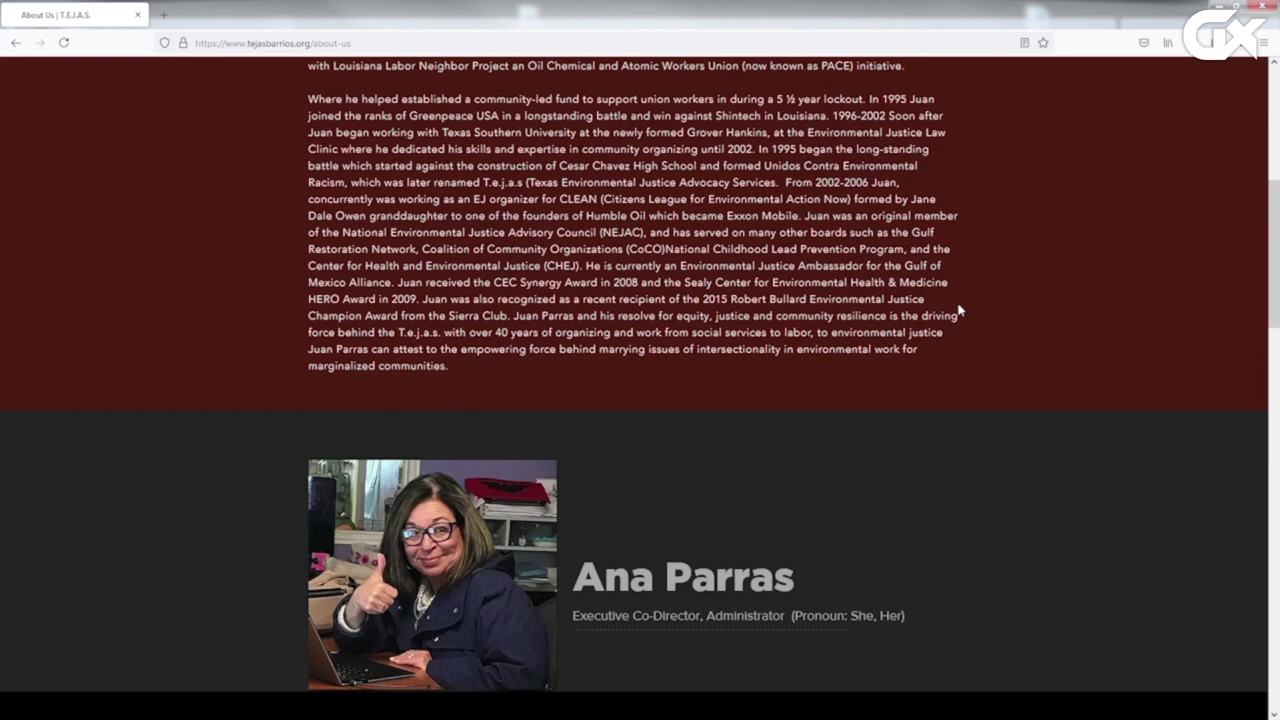 About Us | T.E.J.A.S.
GX
https://www.tejasbarrios.org/about-us
with Louisiana Labor Neighbor Project an Oil Chemical and Atomic Workers Union (now known as PACE) initiative.
Where he helped established a community-led fund to support union workers in during a 5 ½ year lockout. In 1995 Juan
joined the ranks of Greenpeace USA in a longstanding battle and win against Shintech in Louisiana. 1996-2002 Soon after
Juan began working with Texas Southern University at the newly formed Grover Hankins, at the Environmental Justice Law
Clinic where he dedicated his skills and expertise in community organizing until 2002. In 1995 began the long-standing
battle which started against the construction of Cesar Chavez High School and formed Unidos Contra Environmental
Racism, which was later renamed T.e.j.a.s (Texas Environmental Justice Advocacy Services. From 2002-2006 Juan,
concurrently was working as an EJ organizer for CLEAN (Citizens League for Environmental Action Now) formed by Jane
Dale Owen granddaughter to one of the founders of Humble Oil which became Exxon Mobile. Juan was an original member
of the National Environmental Justice Advisory Council (NEJAC), and has served on many other boards such as the Gulf
Restoration Network, Coalition of Community Organizations (CoCO)National Childhood Lead Prevention Program, and the
Center for Health and Environmental Justice (CHEJ). He is currently an Environmental Justice Ambassador for the Gulf of
Mexico Alliance. Juan received the CEC Synergy Award in 2008 and the Sealy Center for Environmental Health & Medicine
HERO Award in 2009. Juan was also recognized as a recent recipient of the 2015 Robert Bullard Environmental Justice
Champion Award from the Sierra Club. Juan Parras and his resolve for equity, justice and community resilience is the driving
force behind the T.e.j.a.s. with over 40 years of organizing and work from social services to labor, to environmental justice
Juan Parras can attest to the empowering force behind marrying issues of intersectionality in environmental work for
marginalized communities.
Ana Parras
Executive Co-Director, Administrator (Pronoun: She, Her)